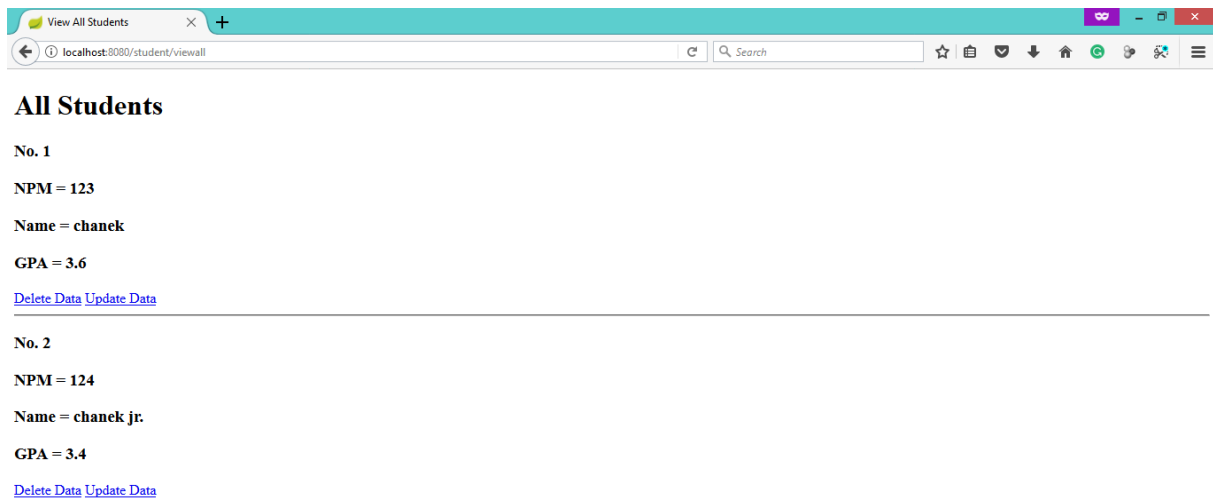 View All Students
localhost:8080/student/viewall
Search
All Students
No. 1
NPM = 123
Name = chanek
GPA = 3.6
Delete Data Update Data
No. 2
NPM = 124
Name = chanek jr.
GPA = 3.4
Delete Data Update Data